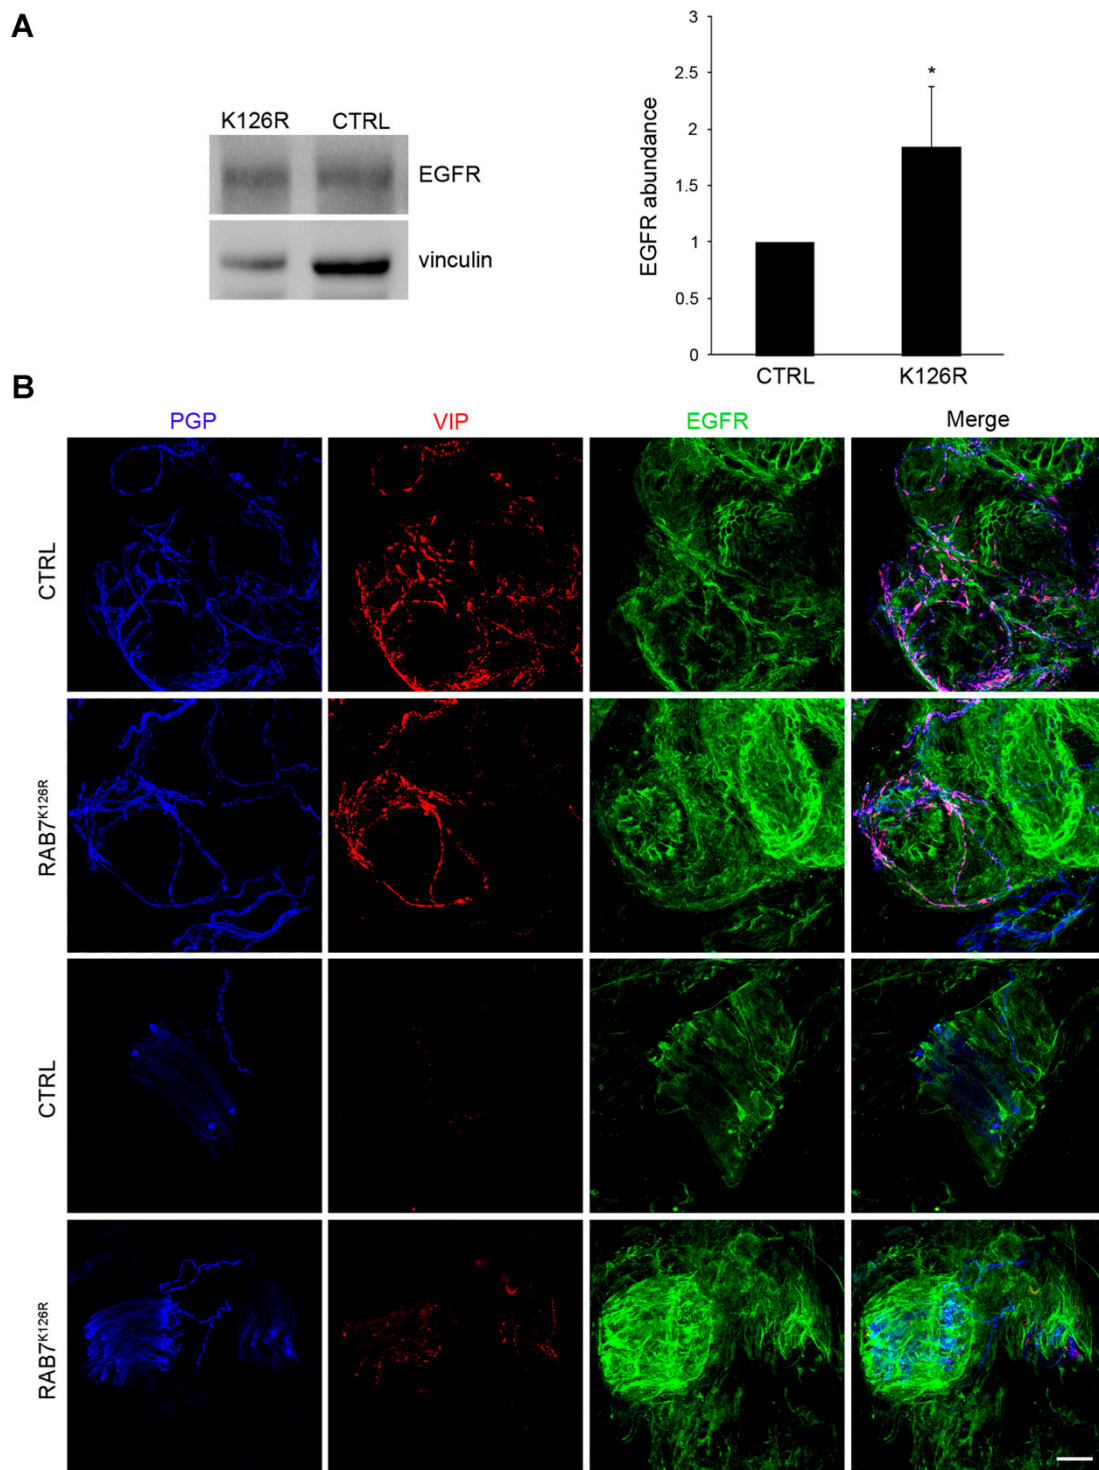 A
K126R CTRL
EGFR
vinculin
EGFR abundance
3
2.5
2
1.5
1
0.5
0
*
CTRL K126R
B
PGP VIP EGFR Merge
CTRL
RAB7K126R
CTRL
RAB7K126R